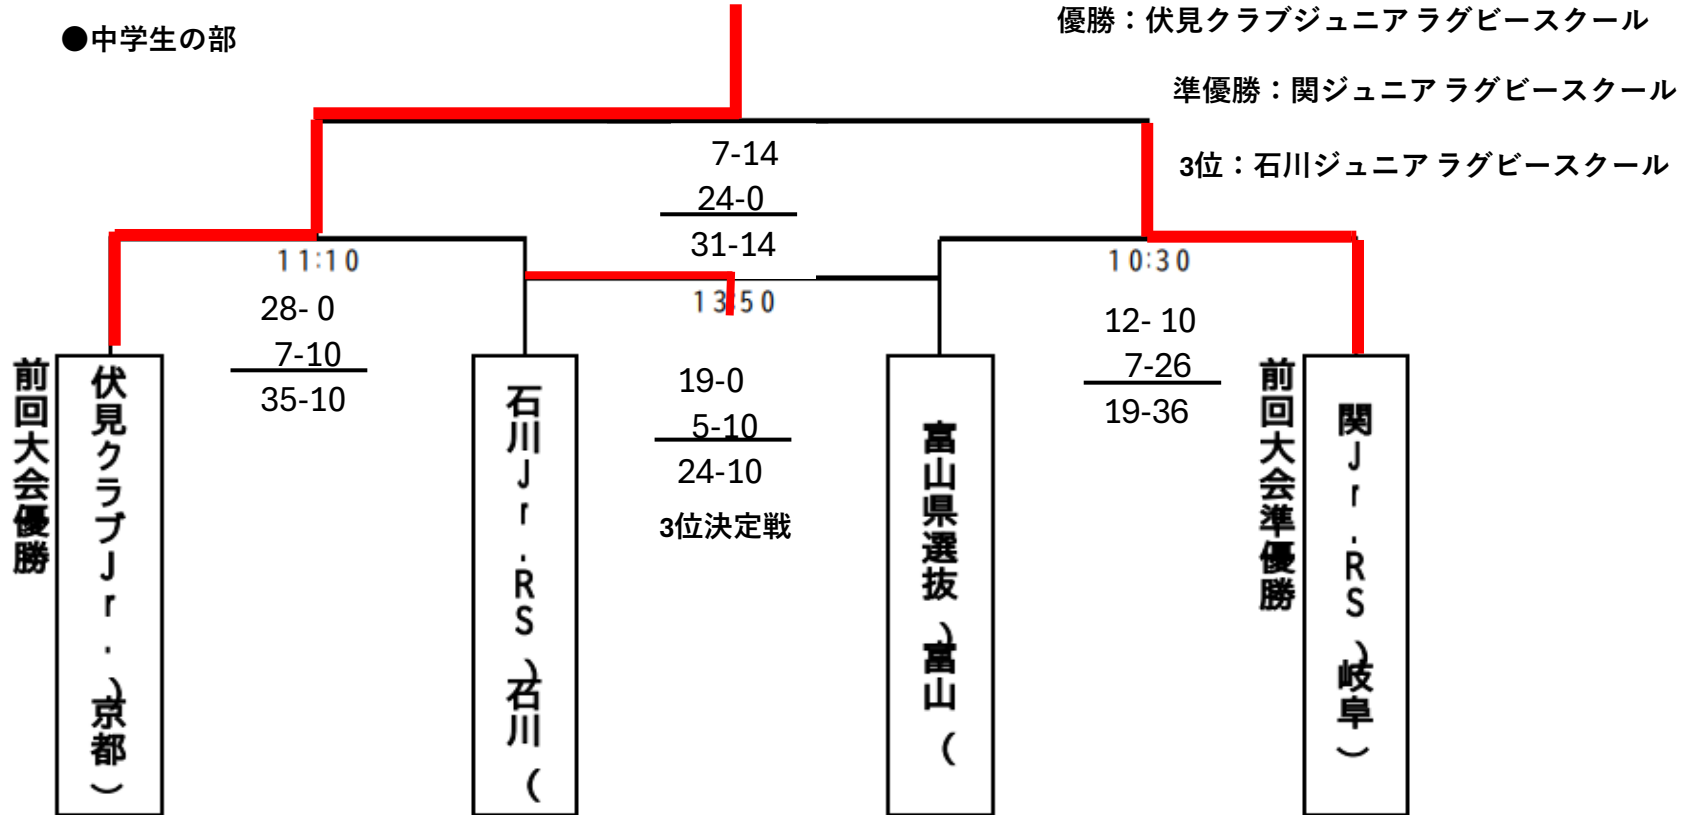 ●中学生の部
優勝：伏見クラブジュニアラグビースクール
準優勝：関ジュニアラグビースクール
3位：石川ジュニアラグビースクール
7-14
24-0
31-14
11:10
28- 0
7-10
35-10
13:50
19-0
5-10
24-10
3位決定戦
10:30
12- 10
7-26
19-36
前回大会優勝
伏見クラブJr.）京都）
石川Jr.RS）石川（
富山県選抜）富山（
前回大会準優勝
関Jr.RS）岐阜）